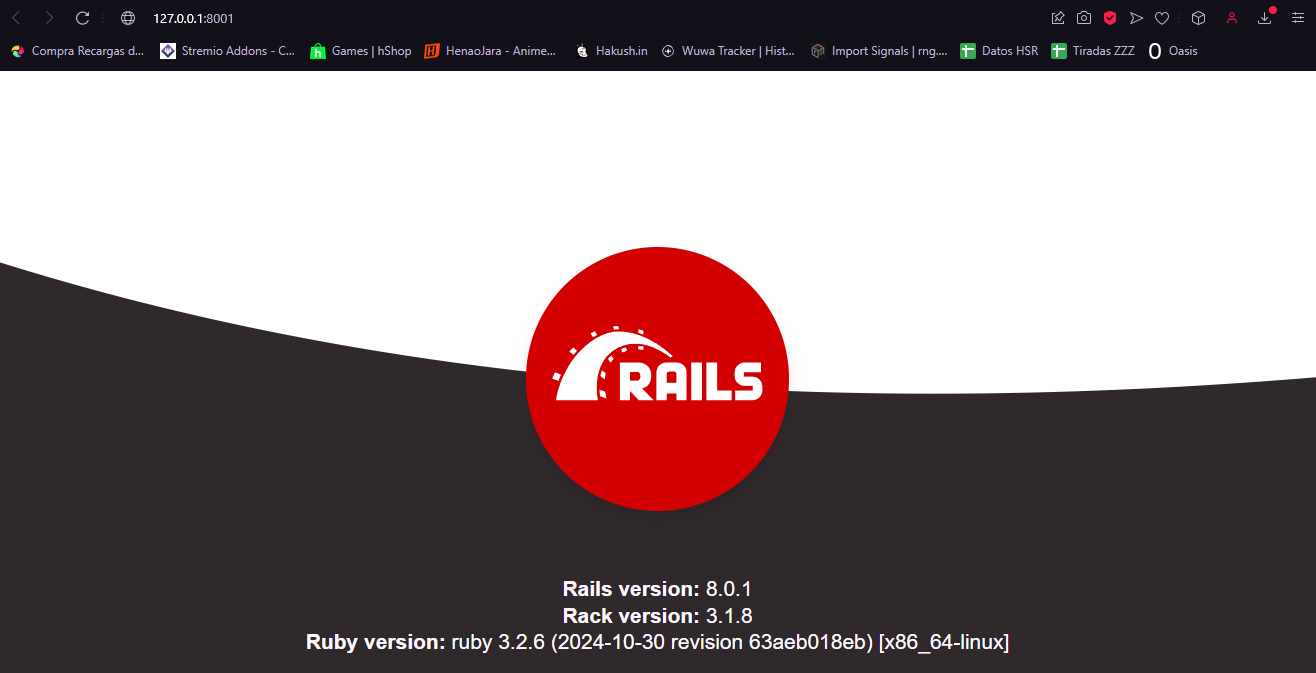 127.0.0.1:8001
Compra Recargas d... Stremio Addons - C... Games | hShop HenaoJara - Anime... Hakush.in Wuwa Tracker | Hist... Import Signals | rng.... Datos HSR Tiradas ZZZ Oasis
RAILS
Rails version: 8.0.1
Rack version: 3.1.8
Ruby version: ruby 3.2.6 (2024-10-30 revision 63aeb018eb) [x86_64-linux]